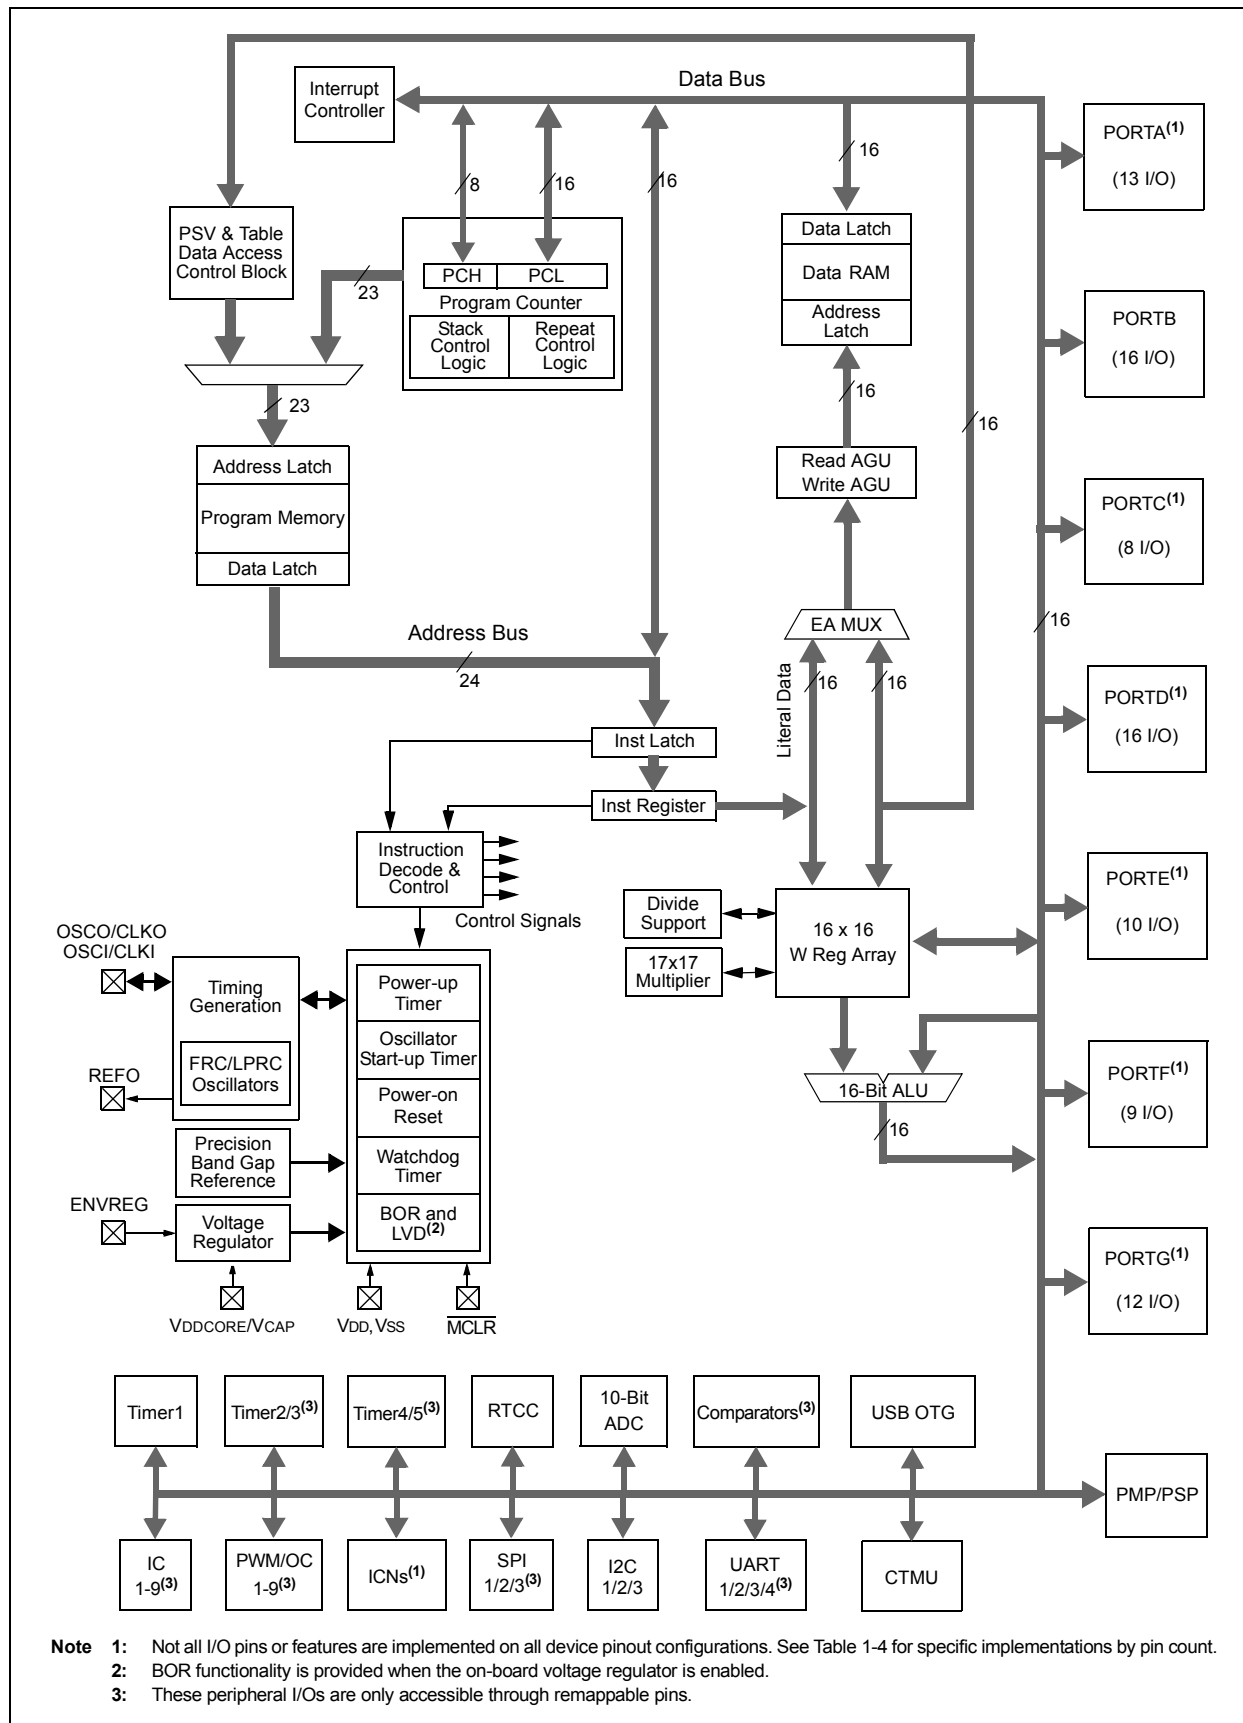 Data Bus
Interrupt
Controller
8
16
16
16
PORTA(1)
(13 I/O)
PSV & Table
Data Access
Control Block
23
PCH
PCL
Program Counter
Stack
Control
Logic
Repeat
Control
Logic
Data Latch
Data RAM
Address
Latch
PORTB
(16 I/O)
23
16
16
Address Latch
Program Memory
Data Latch
Read AGU
Write AGU
PORTC(1)
(8 I/O)
EA MUX
16
Address Bus
24
Literal Data
16
16
PORTD(1)
(16 I/O)
Inst Latch
Inst Register
Instruction
Decode &
Control
Control Signals
Divide
Support
17x17
Multiplier
16 x 16
W Reg Array
PORTE(1)
(10 I/O)
OSCO/CLKO
OSCI/CLKI
Timing
Generation
FRC/LPRC
Oscillators
REFO
Precision
Band Gap
Reference
ENVREG
Voltage
Regulator
Power-up
Timer
Oscillator
Start-up Timer
Power-on
Reset
Watchdog
Timer
BOR and
LVD(2)
16-Bit ALU
16
PORTF(1)
(9 I/O)
PORTG(1)
(12 I/O)
VDDCORE/VCAP
VDD, VSS
MCLR
Timer1
Timer2/3(3)
Timer4/5(3)
RTCC
10-Bit
ADC
Comparators(3)
USB OTG
PMP/PSP
IC
1-9(3)
PWM/OC
1-9(3)
ICNs(1)
SPI
1/2/3(3)
I2C
1/2/3
UART
1/2/3/4(3)
CTMU
Note 1: Not all I/O pins or features are implemented on all device pinout configurations. See Table 1-4 for specific implementations by pin count.
2: BOR functionality is provided when the on-board voltage regulator is enabled.
3: These peripheral I/Os are only accessible through remappable pins.